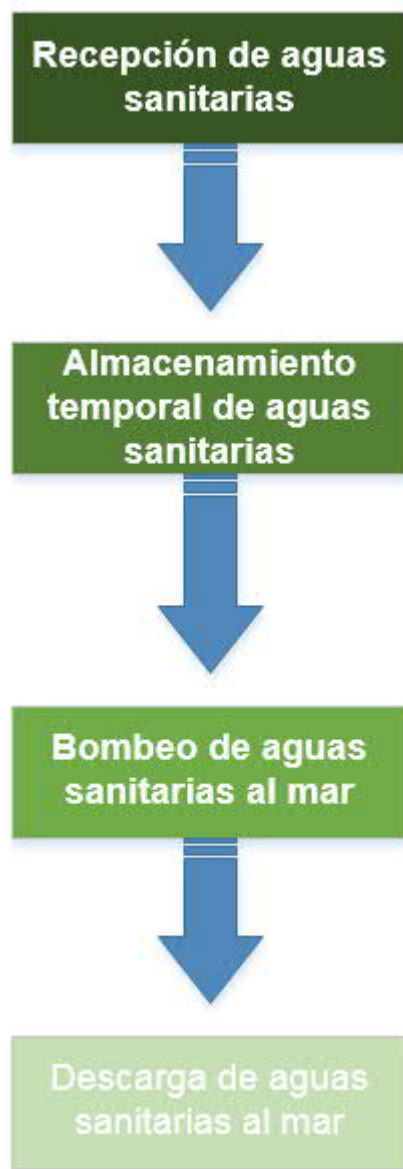 Recepción de aguas
sanitarias
Almacenamiento
temporal de aguas
sanitarias
Bombeo de aguas
sanitarias al mar
Descarga de aguas
sanitarias al mar